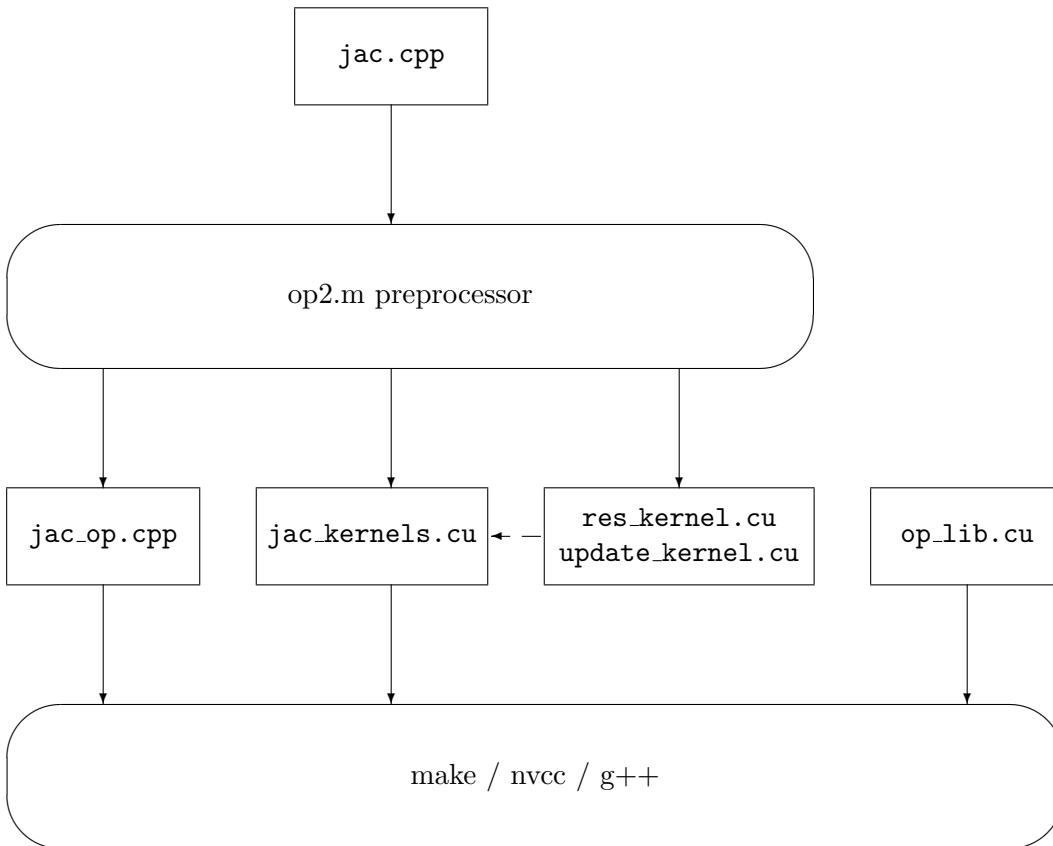 jac.cpp
op2.m preprocessor
jac_op.cpp
jac_kernels.cu
res_kernel.cu
update_kernel.cu
op_lib.cu
make / nvcc / g++